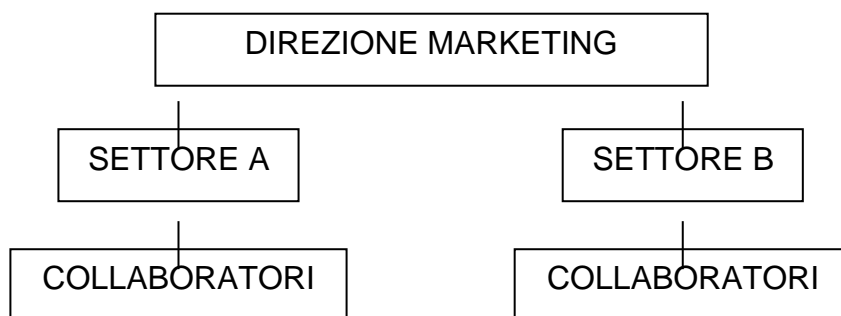 DIREZIONE MARKETING
SETTORE A
SETTORE B
COLLABORATORI
COLLABORATORI